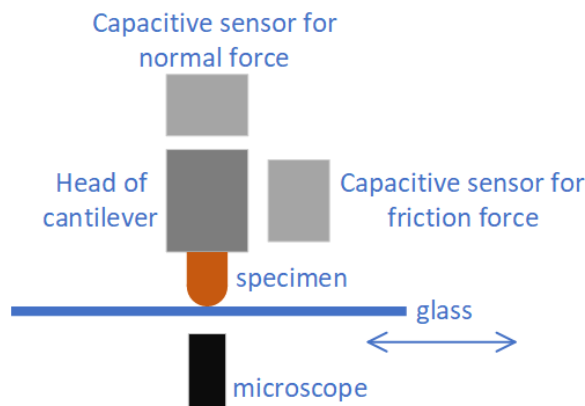 Capacitive sensor for
normal force
Head of
cantilever
Capacitive sensor for
friction force
specimen
glass
microscope